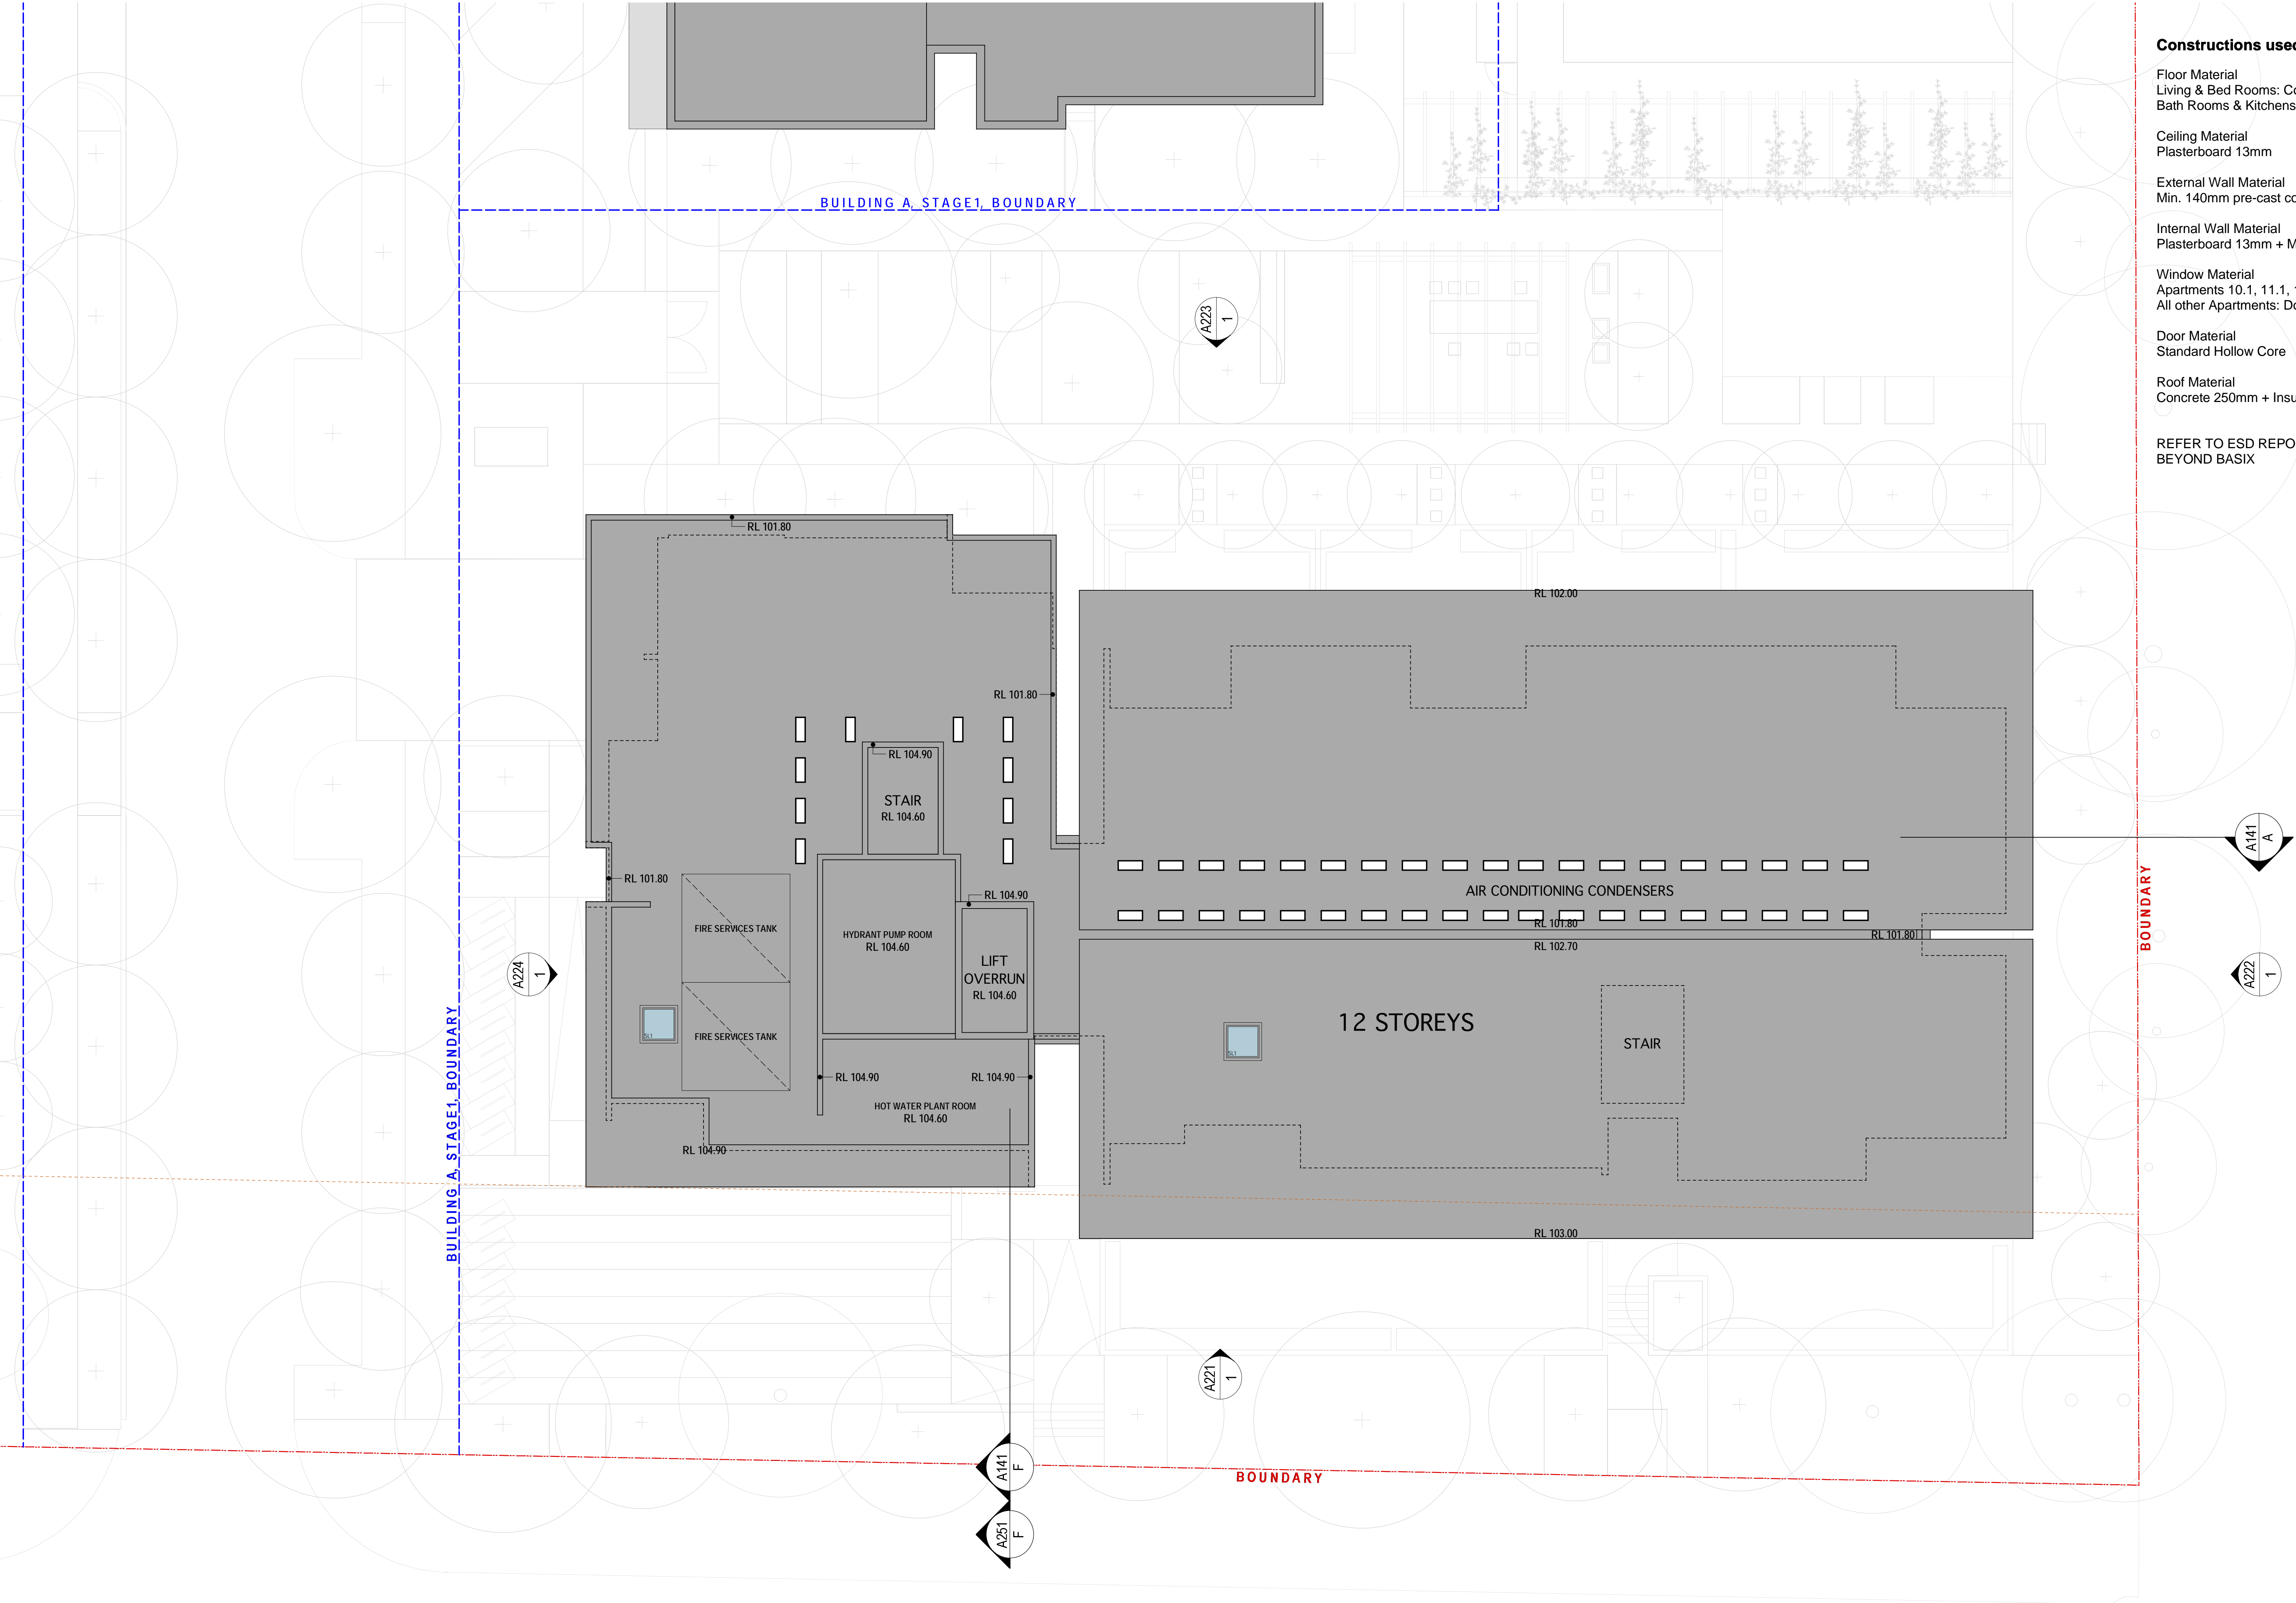 Constructions used
Floor Material
Living & Bed Rooms:
Bath Rooms & Kitchens
Ceiling Material
Plasterboard 13mm
External Wall Material
Min. 140mm pre-cast
Internal Wall Material
Plasterboard 13mm +
Window Material
Apartments 10.1, 11.1,
All other Apartments:
Door Material
Standard Hollow Core
Roof Material
Concrete 250mm +
REFER TO ESD
BEYOND BASIX
BUILDING A, STAGE1, BOUNDARY
A223
1
RL 101.80
RL 102.00
RL 101.80
RL 104.90
STAIR
RL 104.60
A141
A
RL 101.80
RL 104.90
AIR CONDITIONING CONDENSERS
RL 101.80
RL 101.80
RL 102.70
FIRE SERVICES TANK
HYDRANT PUMP ROOM
RL 104.60
LIFT
OVERRUN
RL 104.60
BOUNDARY
A224
1
A222
1
12 STOREYS
STAIR
SL1
SL1
FIRE SERVICES TANK
RL 104.90
RL 104.90
HOT WATER PLANT ROOM
RL 104.60
RL 104.90
BUILDING A, STAGE1, BOUNDARY
RL 103.00
A221
1
A141
F
BOUNDARY
A251
F